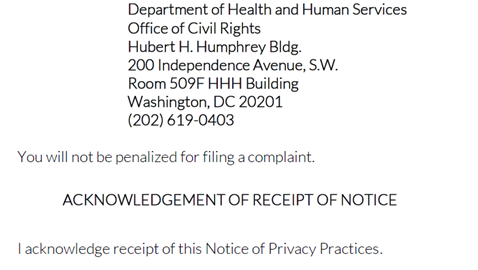 Department of Health and Human Services
Office of Civil Rights
Hubert H. Humphrey Bldg.
200 Independence Avenue, S.W.
Room 509F HHH Building
Washington, DC 20201
(202) 619-0403
You will not be penalized for filing a complaint.
ACKNOWLEDGEMENT OF RECEIPT OF NOTICE
I acknowledge receipt of this Notice of Privacy Practices.